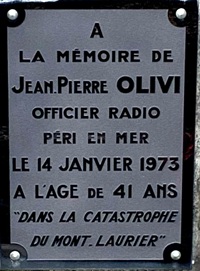 A
LA MÉMOIRE DE
JEAN.PIERRE OLIVI
OFFICIER RADIO
PÉRI EN MER
LE 14 JANVIER 1973
A L'AGE DE 41 ANS
"DANS LA CATASTROPHE
DU MONT.LAURIER"